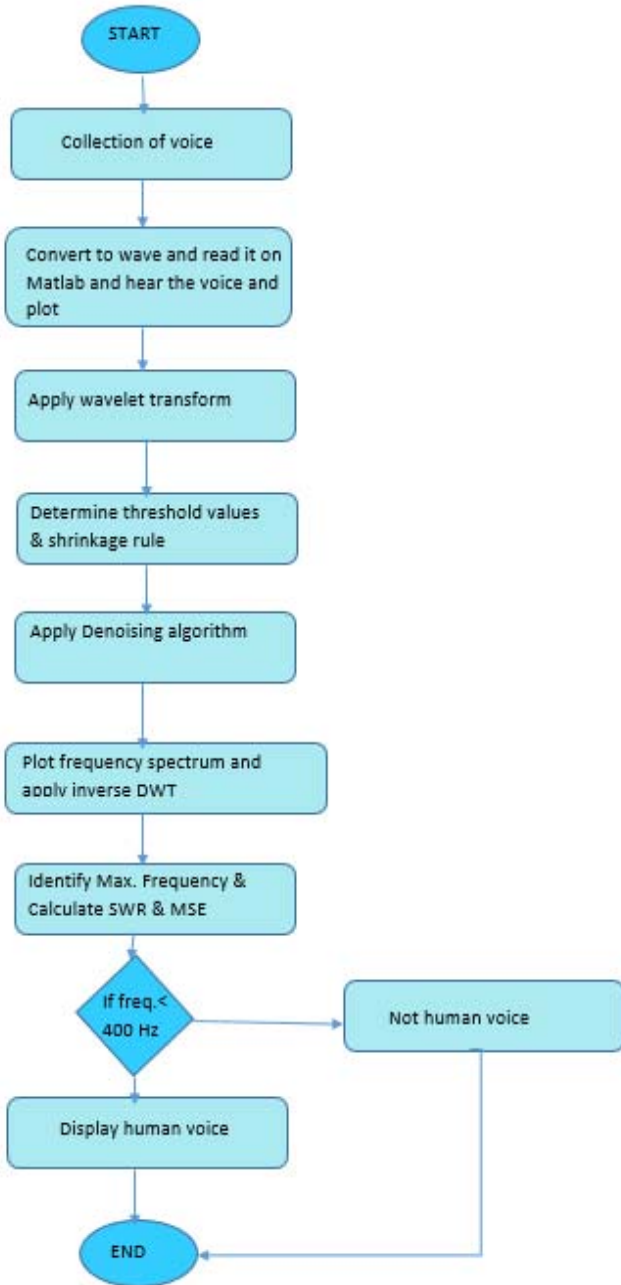 START
Collection of voice
Convert to wave and read it on
Matlab and hear the voice and
plot
Apply wavelet transform
Determine threshold values
& shrinkage rule
Apply Denoising algorithm
Plot frequency spectrum and
apply inverse DWT
Identify Max. Frequency &
Calculate SWR & MSE
If freq.<
400 Hz
Not human voice
Display human voice
END